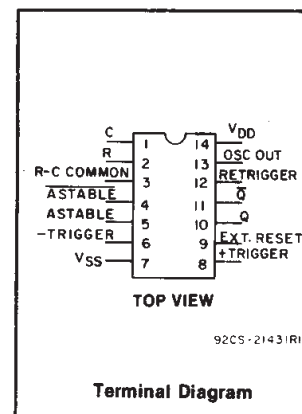 C 1 14 VDD
R 2 13 OSC OUT
R-C COMMON 3 12 RETRIGGER
ASTABLE 4 11 Q
ASTABLE 5 10 Q
-TRIGGER 6 9 EXT. RESET
VSS 7 8 +TRIGGER
TOP VIEW
92CS-21431R1
Terminal Diagram